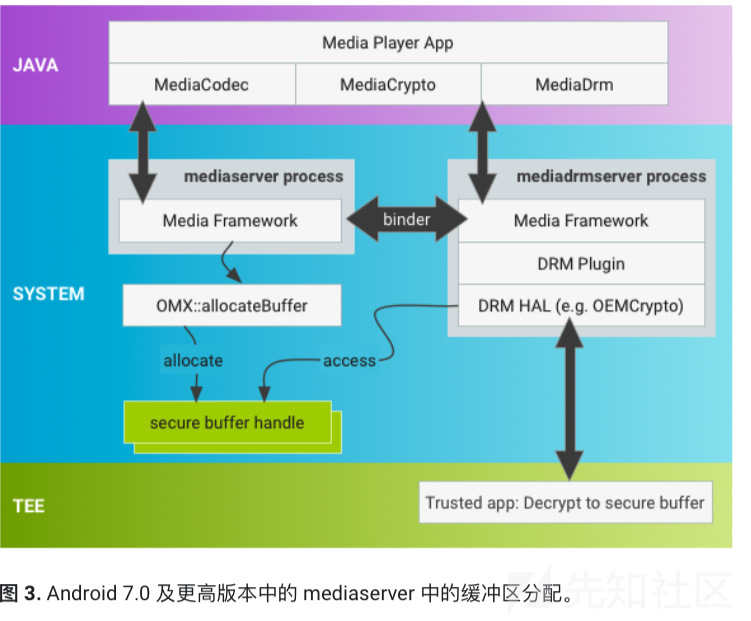 JAVA
Media Player App
MediaCodec
MediaCrypto
MediaDrm
mediaserver process
mediadrmserver process
Media Framework
binder
Media Framework
DRM Plugin
SYSTEM
OMX::allocateBuffer
DRM HAL (e.g. OEMCrypto)
allocate
access
secure buffer handle
TEE
Trusted app: Decrypt to secure buffer
图 3. Android 7.0 及更高版本中的 mediaserver 中的缓冲区分配。
先知社区